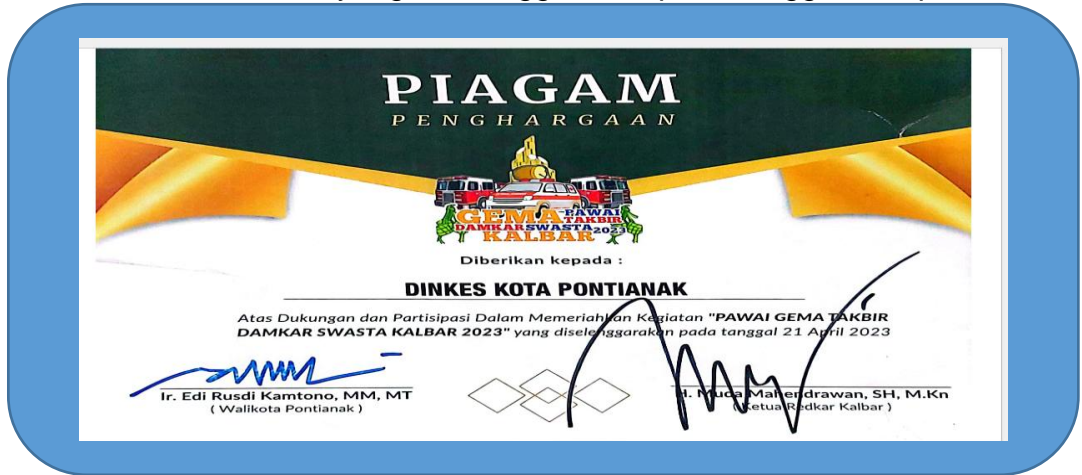 PIAGAM
PENGHARGAAN
GEMA PAWAI TAKBIR
DAMKAR SWASTA 2023
KALBAR
Diberikan kepada :
DINKES KOTA PONTIANAK
Atas Dukungan dan Partisipasi Dalam Memeriahkan Kegiatan "PAWAI GEMA TAKBIR
DAMKAR SWASTA KALBAR 2023" yang diselenggarakan pada tanggal 21 April 2023
Ir. Edi Rusdi Kamtono, MM, MT
( Walikota Pontianak )
H. Muda Mahendrawan, SH, M.Kn
( Ketua Redkar Kalbar )